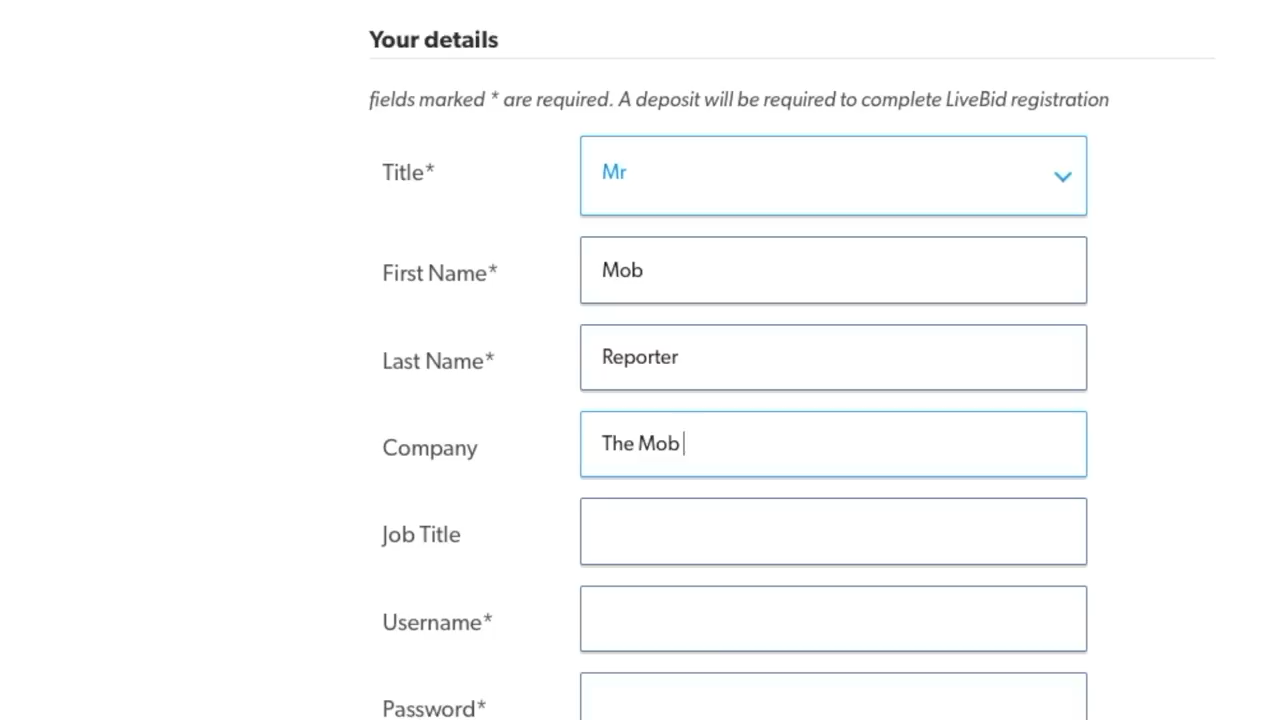 Your details
fields marked * are required. A deposit will be required to complete LiveBid registration
Title*
Mr
First Name*
Mob
Last Name*
Reporter
Company
The Mob
Job Title
Username*
Password*